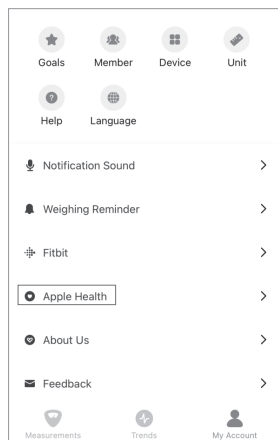 Goals Member Device Unit
Help Language
Notification Sound
Weighing Reminder
Fitbit
Apple Health
About Us
Feedback
Measurements Trends My Account